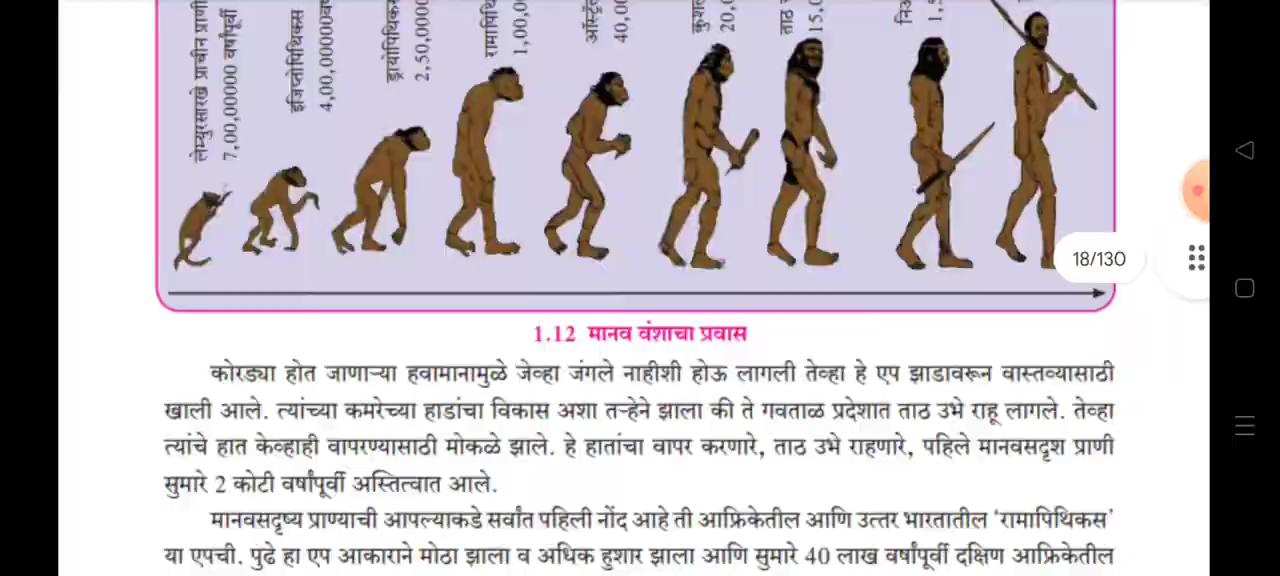 लेम्युरसारखे प्राचीन प्राणी
7,00,00000 वर्षांपूर्वी
इजिप्तोपिथिकस
4,00,00000
ड्रायोपिथिकस
2,50,0000
1,00,0
40,00
20,0
ताठ
15.0
1.5
18/130
1.12 मानव वंशाचा प्रवास
कोरड्या होत जाणाऱ्या हवामानामुळे जेव्हा जंगले नाहीशी होऊ लागली तेव्हा हे एप झाडावरून वास्तव्यासाठी
खाली आले. त्यांच्या कमरेच्या हाडांचा विकास अशा तऱ्हेने झाला की ते गवताळ प्रदेशात ताठ उभे राहू लागले. तेव्हा
त्यांचे हात केव्हाही वापरण्यासाठी मोकळे झाले. हे हातांचा वापर करणारे, ताठ उभे राहणारे, पहिले मानवसदृश प्राणी
सुमारे 2 कोटी वर्षांपूर्वी अस्तित्वात आले.
मानवसदृष्य प्राण्याची आपल्याकडे सर्वांत पहिली नोंद आहे ती आफ्रिकेतील आणि उत्तर भारतातील ‘रामापिथिकस’
या एपची. पुढे हा एप आकाराने मोठा झाला व अधिक हुशार झाला आणि सुमारे 40 लाख वर्षांपूर्वी दक्षिण आफ्रिकेतील